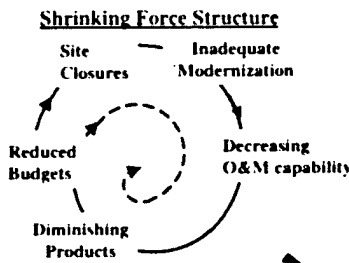 Shrinking Force Structure
Site
Closures
Inadequate
Modernization
Decreasing
O&M capability
Diminishing
Products
Reduced
Budgets